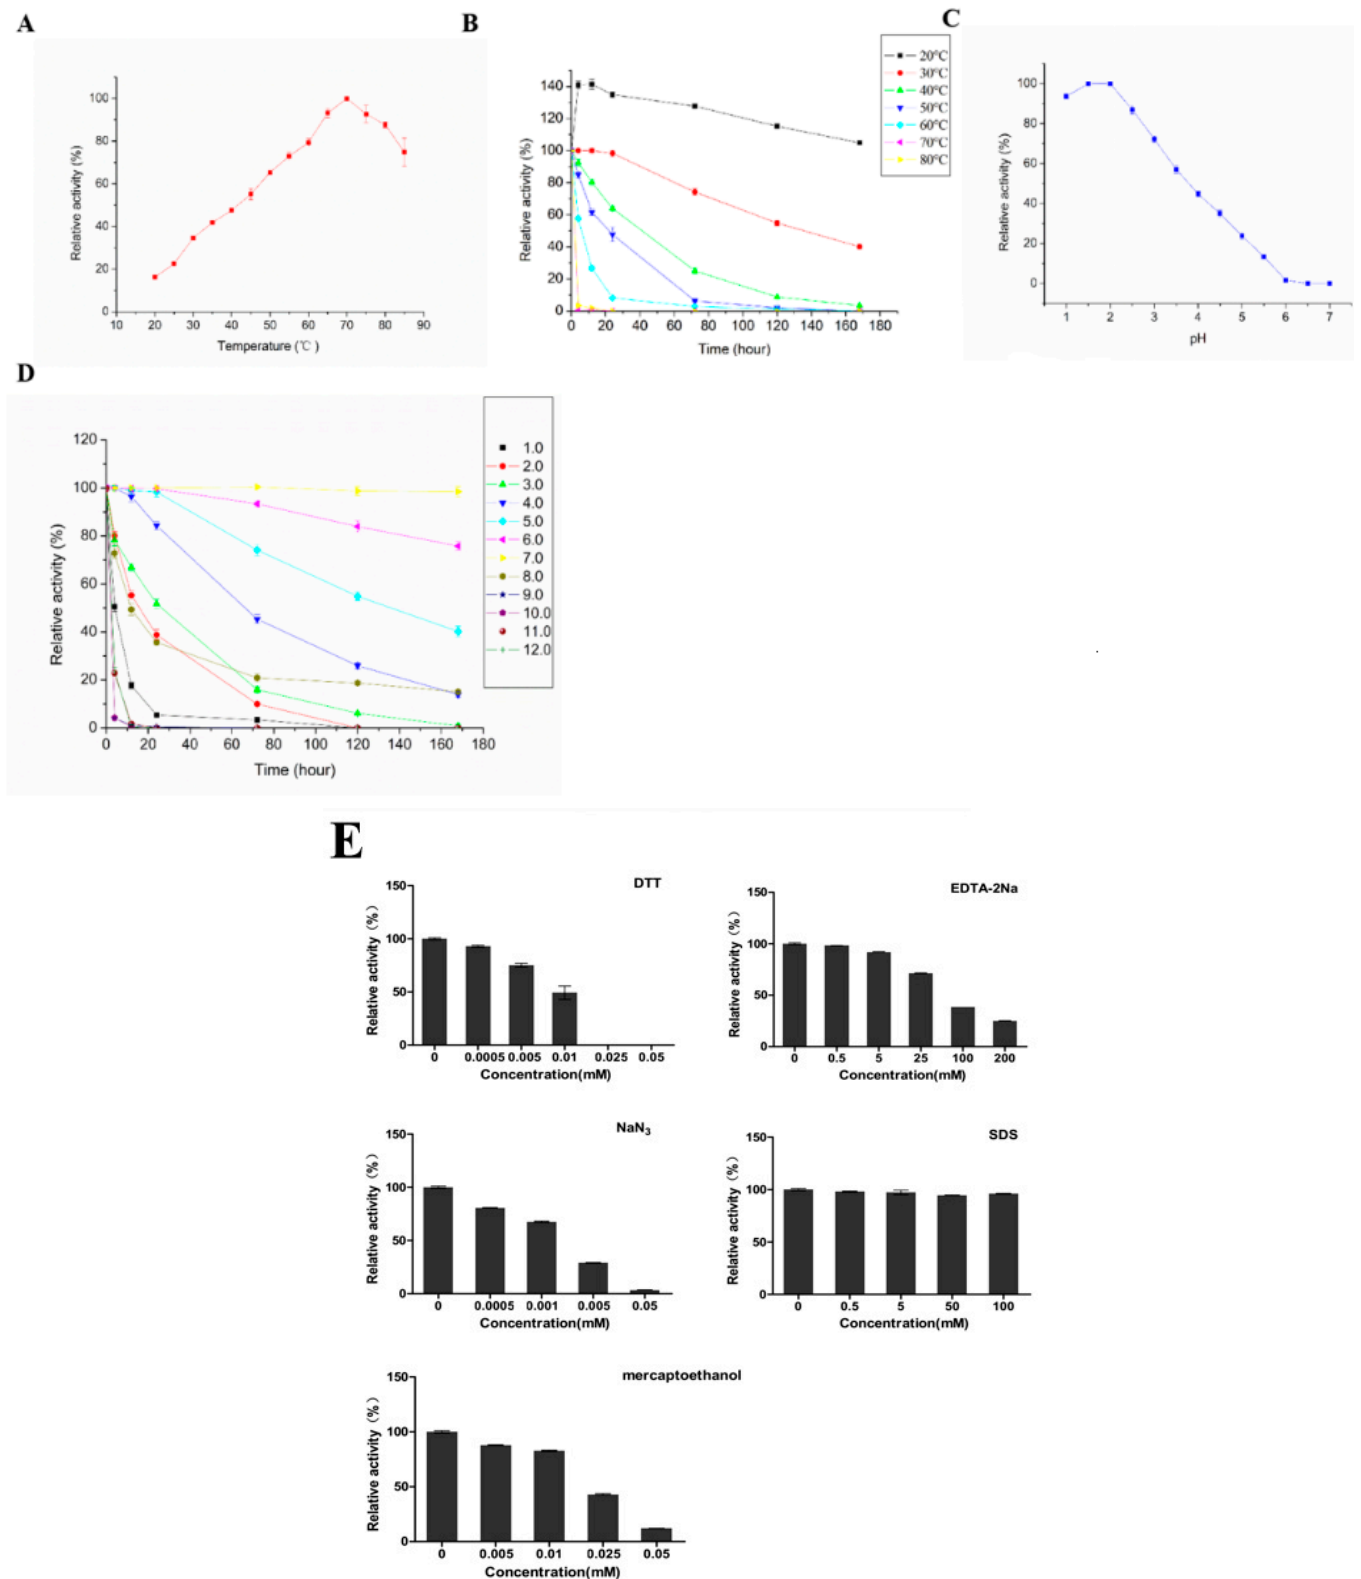 A
Relative activity (%)
100
80
60
40
20
0
10 20 30 40 50 60 70 80 90
Temperature (℃)
B
Relative activity (%)
140
120
100
80
60
40
20
0
0 20 40 60 80 100 120 140 160 180
Time (hour)
20°C
30°C
40°C
50°C
60°C
70°C
80°C
C
Relative activity (%)
100
80
60
40
20
0
1 2 3 4 5 6 7
pH
D
Relative activity (%)
120
100
80
60
40
20
0
0 20 40 60 80 100 120 140 160 180
Time (hour)
1.0
2.0
3.0
4.0
5.0
6.0
7.0
8.0
9.0
10.0
11.0
12.0
E
DTT
Relative activity (%)
150
100
50
0
0 0.0005 0.005 0.01 0.025 0.05
Concentration(mM)
EDTA-2Na
Relative activity (%)
150
100
50
0
0 0.5 5 25 100 200
Concentration(mM)
NaN3
Relative activity (%)
150
100
50
0
0 0.0005 0.001 0.005 0.05
Concentration(mM)
SDS
Relative activity (%)
150
100
50
0
0 0.5 5 50 100
Concentration(mM)
mercaptoethanol
Relative activity (%)
150
100
50
0
0 0.005 0.01 0.025 0.05
Concentration(mM)